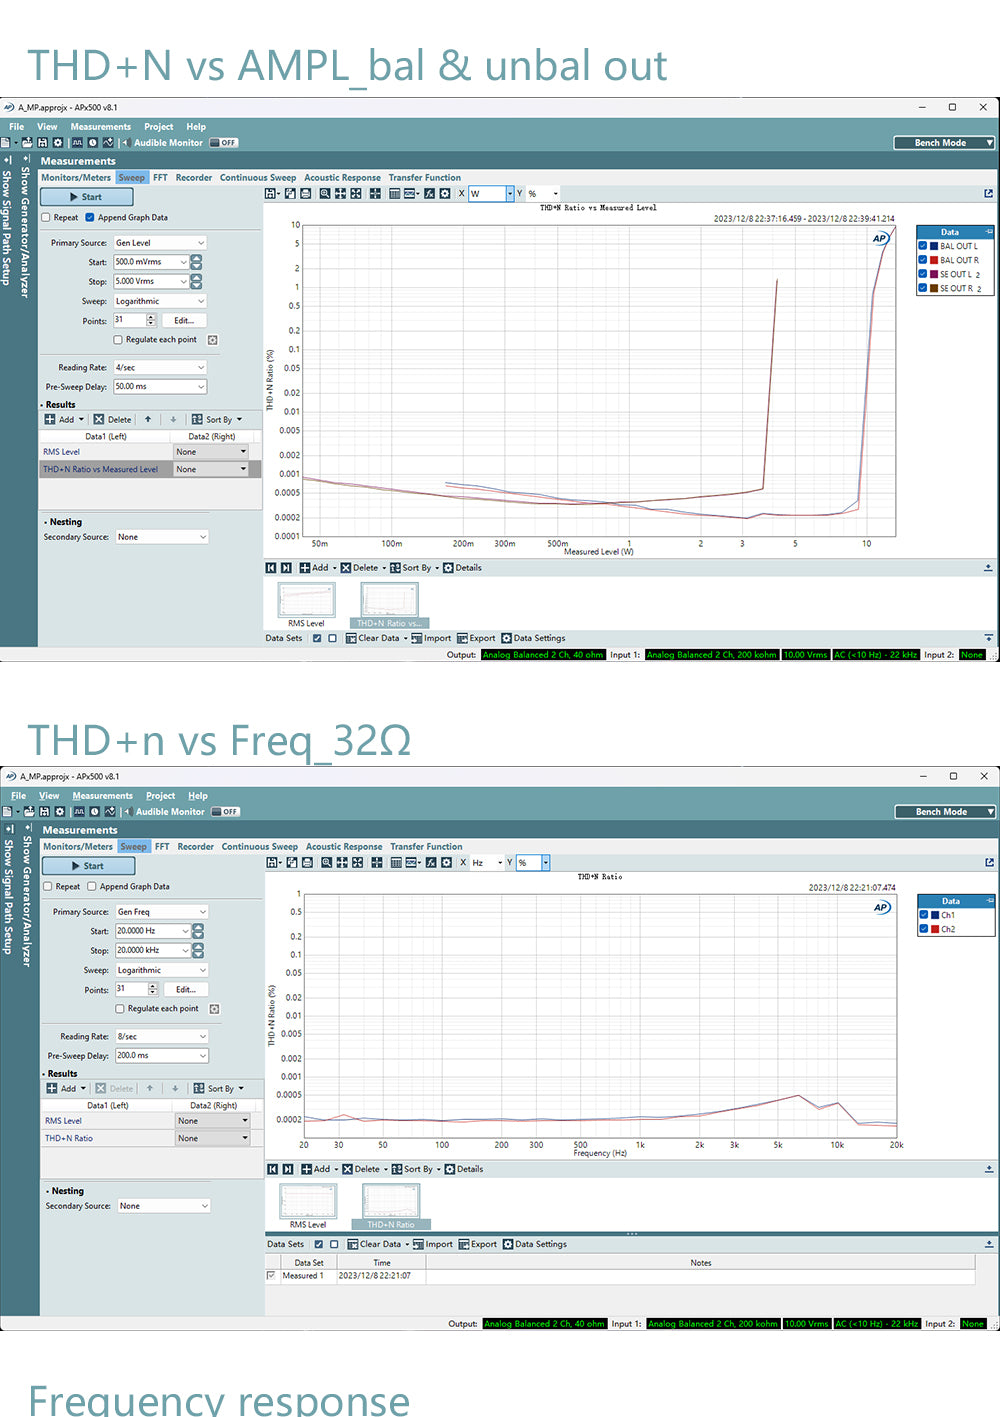 THD+N vs AMPL_bal & unbal out
A_MP.approjx - APx500 v8.1
File View Measurements Project Help
Audible Monitor OFF
Bench Mode
Show Signal Path Setup
Show Generator/Analyzer
Measurements
Monitors/Meters Sweep FFT Recorder Continuous Sweep Acoustic Response Transfer Function
Start
X W Y %
Repeat Append Graph Data
Primary Source: Gen Level
Start: 500.0 mVrms
Stop: 5.000 Vrms
Sweep: Logarithmic
Points: 31 Edit...
Regulate each point
Reading Rate: 4/sec
Pre-Sweep Delay: 50.00 ms
Results
Add Delete Sort By
Data1 (Left) Data2 (Right)
RMS Level None
THD+N Ratio vs Measured Level None
Nesting
Secondary Source: None
THD+N Ratio vs Measured Level
2023/12/8 22:37:16.459 - 2023/12/8 22:39:41.214
AP
THD+N Ratio (%)
10
5
2
1
0.5
0.2
0.1
0.05
0.02
0.01
0.005
0.002
0.001
0.0005
0.0002
0.0001
50m 100m 200m 300m 500m 1 2 3 5 10
Measured Level (W)
Data
BAL OUT L
BAL OUT R
SE OUT L 2
SE OUT R 2
Add Delete Sort By Details
RMS Level THD+N Ratio vs...
Data Sets Clear Data Import Export Data Settings
Output: Analog Balanced 2 Ch, 40 ohm Input 1: Analog Balanced 2 Ch, 200 kohm 10.00 Vrms AC (<10 Hz) - 22 kHz Input 2: None
THD+n vs Freq_32Ω
A_MP.approjx - APx500 v8.1
File View Measurements Project Help
Audible Monitor OFF
Bench Mode
Show Signal Path Setup
Show Generator/Analyzer
Measurements
Monitors/Meters Sweep FFT Recorder Continuous Sweep Acoustic Response Transfer Function
Start
X Hz Y %
Repeat Append Graph Data
Primary Source: Gen Freq
Start: 20.0000 Hz
Stop: 20.0000 kHz
Sweep: Logarithmic
Points: 31 Edit...
Regulate each point
Reading Rate: 8/sec
Pre-Sweep Delay: 200.0 ms
Results
Add Delete Sort By
Data1 (Left) Data2 (Right)
RMS Level None
THD+N Ratio None
Nesting
Secondary Source: None
THD+N Ratio
2023/12/8 22:21:07.474
AP
THD+N Ratio (%)
1
0.5
0.2
0.1
0.05
0.02
0.01
0.005
0.002
0.001
0.0005
0.0002
20 30 50 100 200 300 500 1k 2k 3k 5k 10k 20k
Frequency (Hz)
Data
Ch1
Ch2
Add Delete Sort By Details
RMS Level THD+N Ratio
Data Sets Clear Data Import Export Data Settings
Data Set Time Notes
Measured 1 2023/12/8 22:21:07
Output: Analog Balanced 2 Ch, 40 ohm Input 1: Analog Balanced 2 Ch, 200 kohm 10.00 Vrms AC (<10 Hz) - 22 kHz Input 2: None
Frequency response